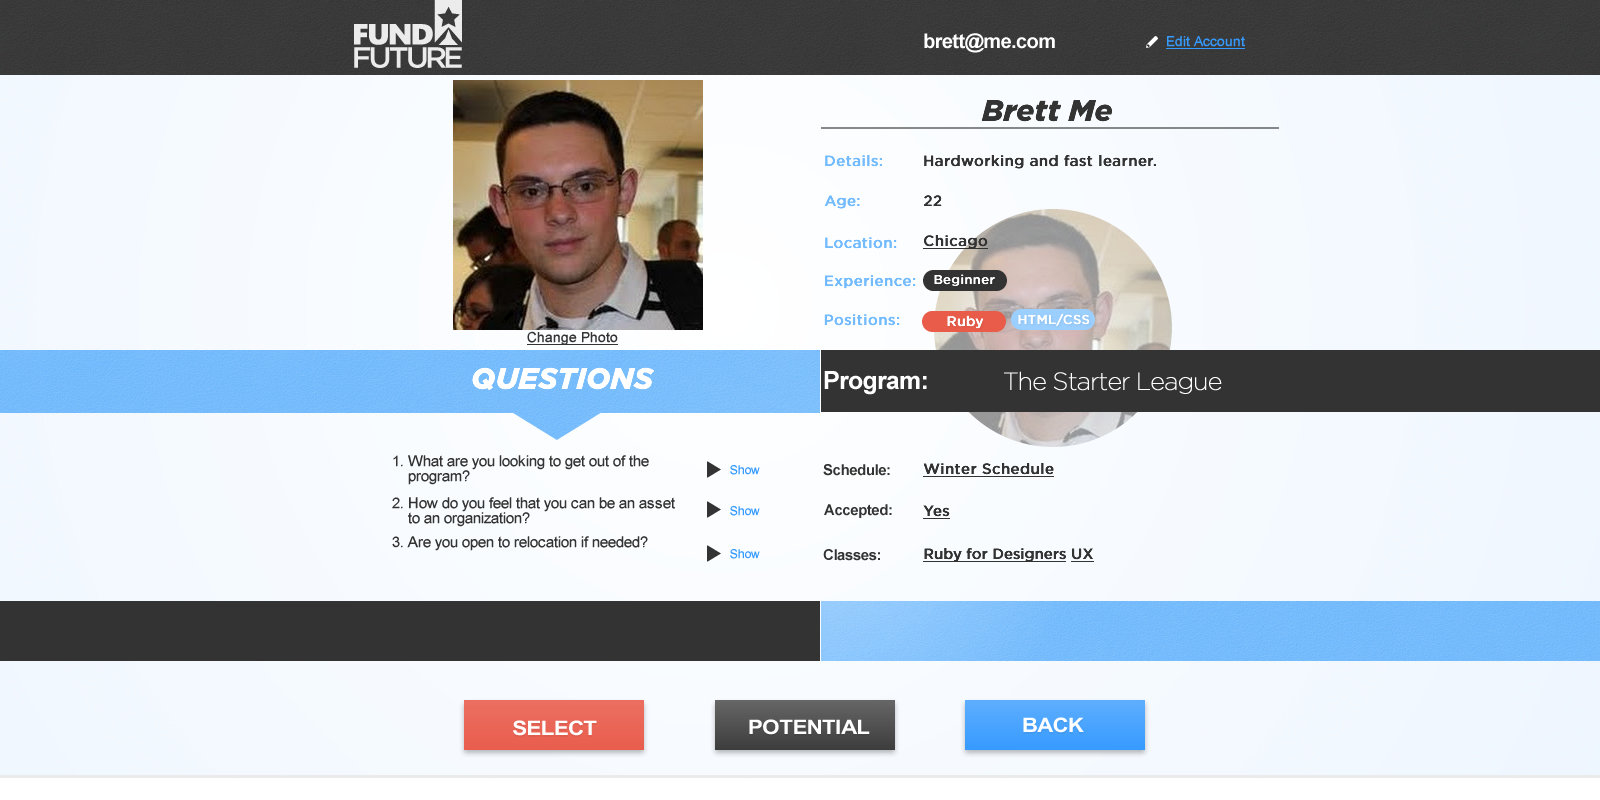 FUND A
FUTURE
brett@me.com
Edit Account
Brett Me
Details: Hardworking and fast learner.
Age: 22
Location: Chicago
Experience: Beginner
Positions: Ruby HTML/CSS
Change Photo
QUESTIONS
Program: The Starter League
1. What are you looking to get out of the
program?
Show
2. How do you feel that you can be an asset
to an organization?
Show
3. Are you open to relocation if needed?
Show
Schedule: Winter Schedule
Accepted: Yes
Classes: Ruby for Designers UX
SELECT
POTENTIAL
BACK